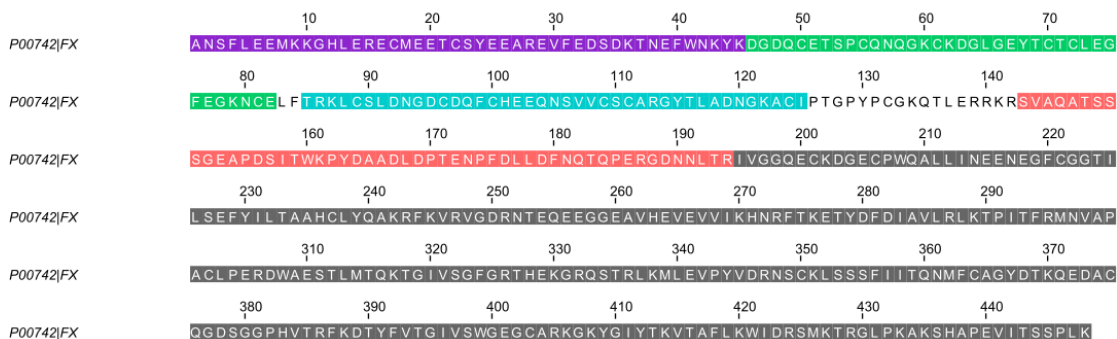 10 20 30 40 50 60 70
P00742|FX ANSFLEEMKKGHLERECMEETCSYEEAREVFEDSDKTNEFWNKYKDGDQCETSPCQNQGKCKDGLGEYTCTCLEG
80 90 100 110 120 130 140
P00742|FX FEGKNCELFTRKLCSLDNGDCDQFCHEEQNSVVCSCARGYTLADNGKACIPTGPYPCGKQTLERRKRSVAQATSS
160 170 180 190 200 210 220
P00742|FX SGEAPDSITWKPYDAADLDPTENPFDLLDFNQTQPERGDNNLTRIVGGQECKDGECPWQALLINEENEGFCGGTI
230 240 250 260 270 280 290
P00742|FX LSEFYILTAAHCLYQAKRFKVRVGDRNTEQEEGGEAVHEVEVVIKHNRFTKETYDFDIAVLRLKTPITFRMNVAP
310 320 330 340 350 360 370
P00742|FX ACLPERDWAESTLMTQKTGIVSGFGRTHEKGRQSTRLKMLEVPYVDRNSCKLSSSFIITQNMFCAGYDTKQEDAC
380 390 400 410 420 430 440
P00742|FX QGDSGGPHVTRFKDTYFVTGIVSWGEGCARKGKYGIYTKVTAFLKWIDRSMKTRGLPKAKSHAPEVITSSPLK